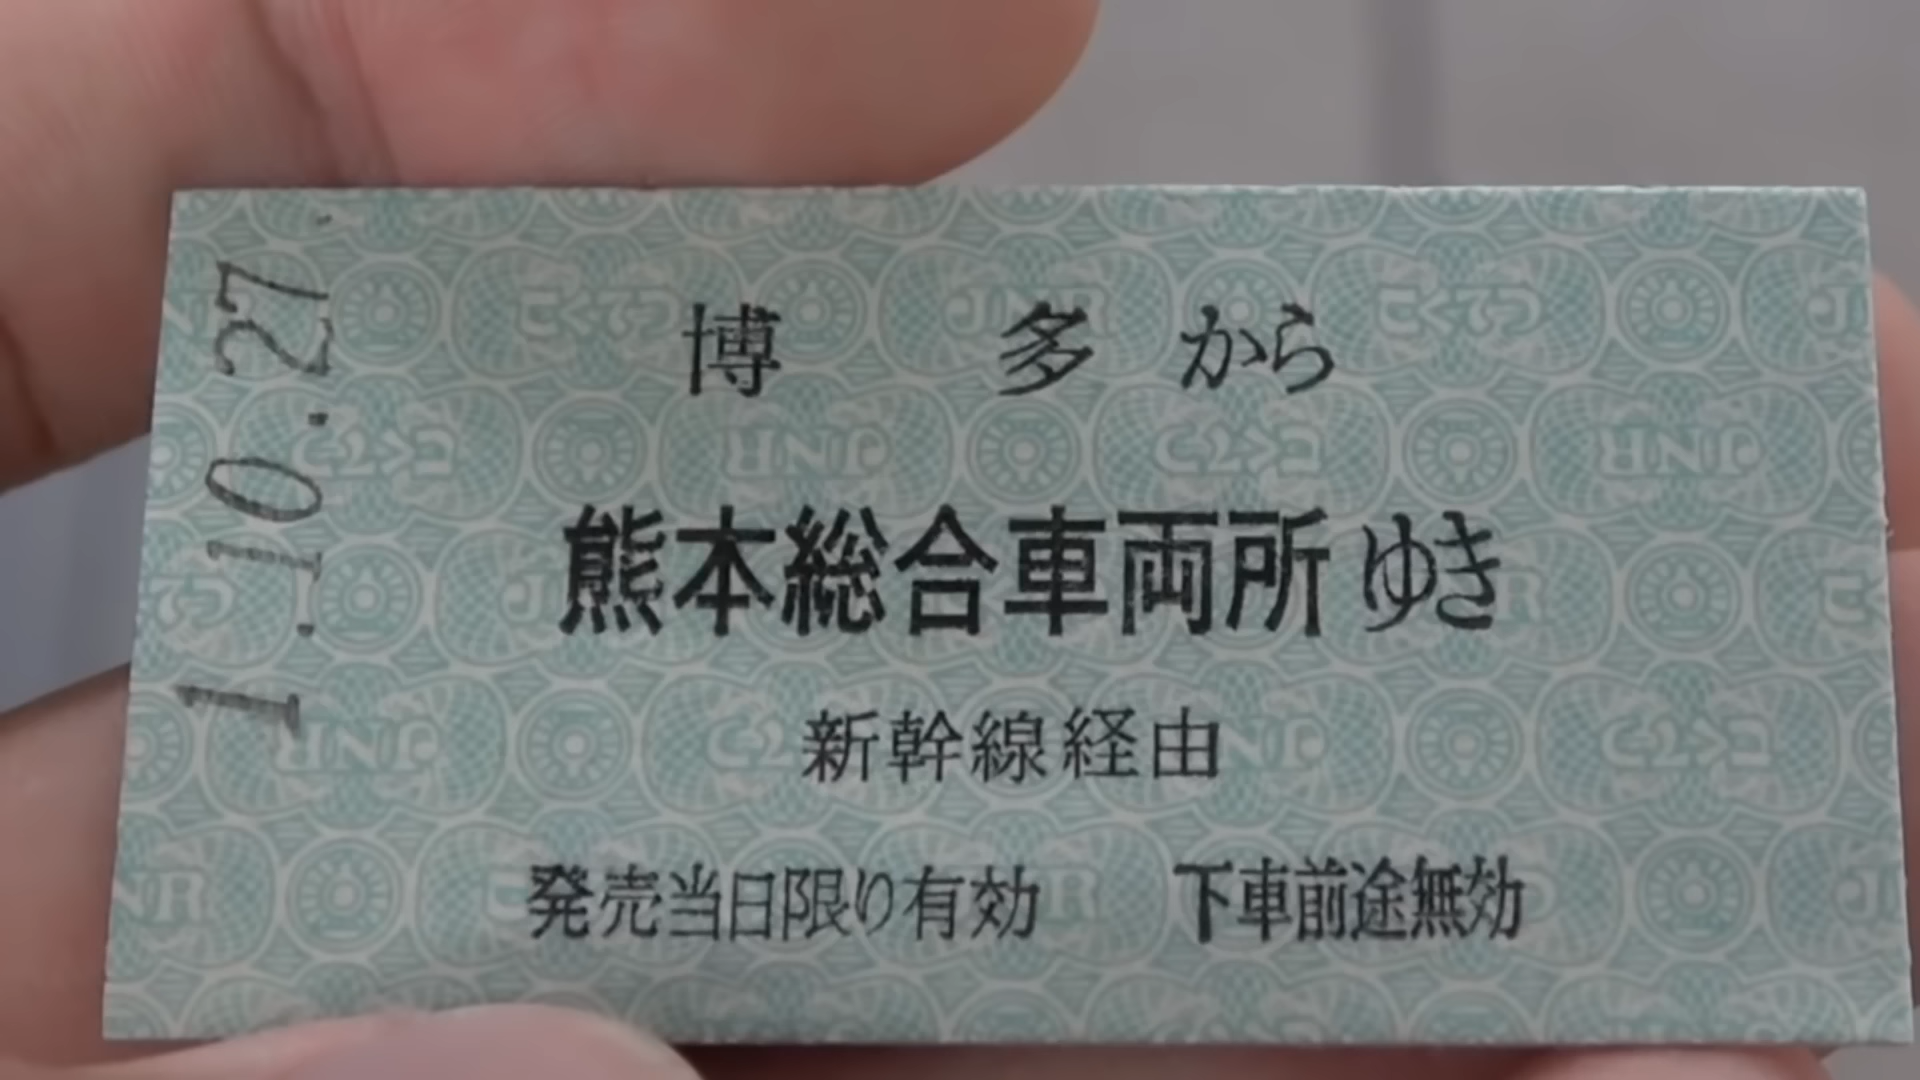 1.10.27.
博多から
熊本総合車両所ゆき
新幹線経由
発売当日限り有効　下車前途無効